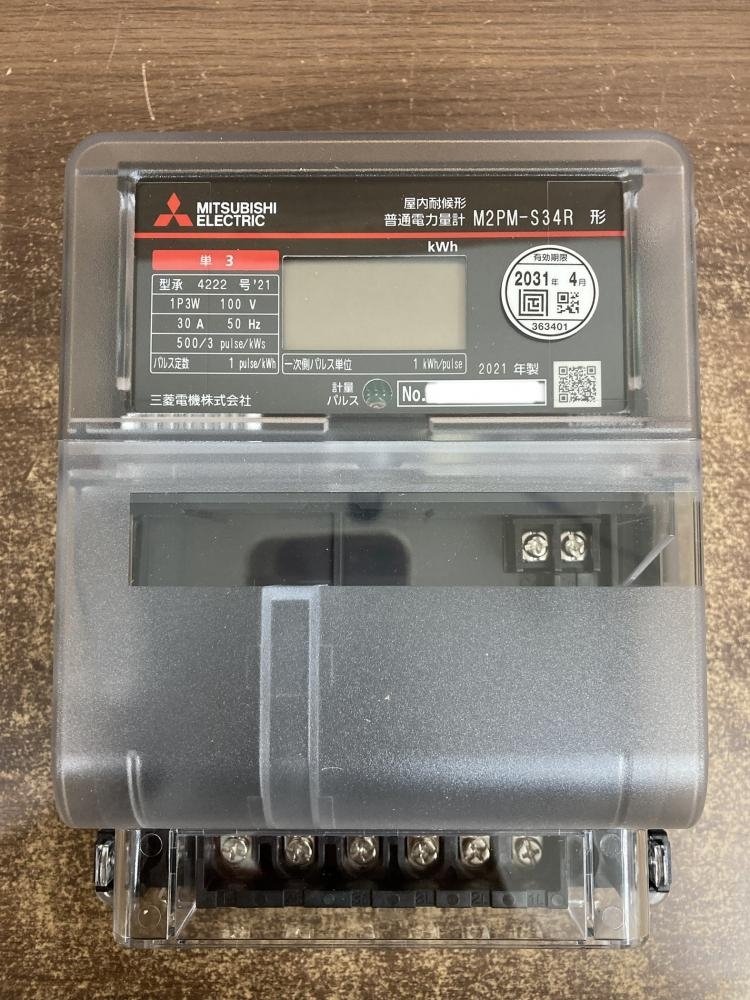 MITSUBISHI
ELECTRIC
屋内耐候形
普通電力量計 M2PM-S34R 形
kWh
単 3
型承 4222 号'21
1P3W 100 V
30 A 50 Hz
500/3 pulse/kWs
パルス定数 1 pulse/kWh
一次側パルス単位 1 kWh/pulse
有効期限
2031年 4月
363401
2021 年製
三菱電機株式会社
計量
パルス
No.